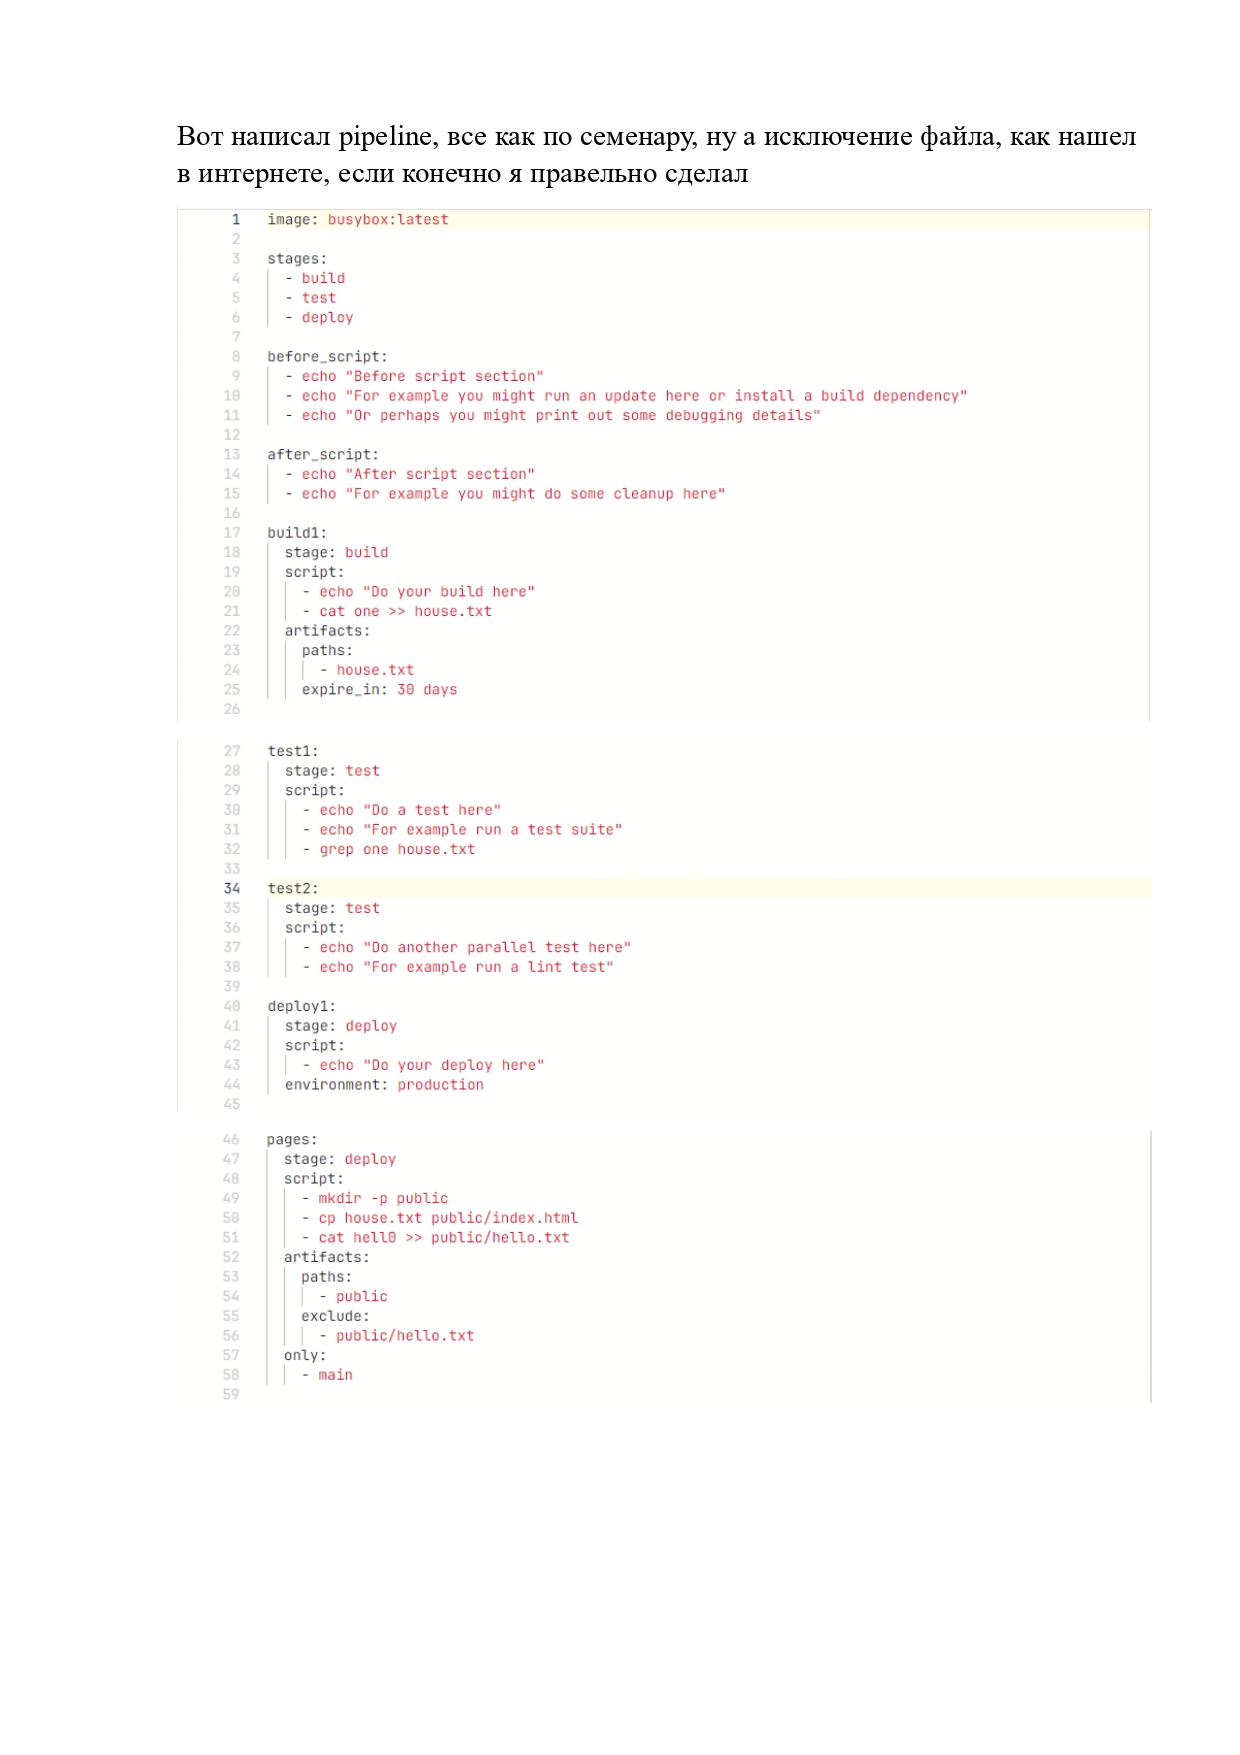 Вот написал pipeline, все как по семенару, ну а исключение файла, как нашел
в интернете, если конечно я правельно сделал
1 image: busybox:latest
2
3 stages:
4 - build
5 - test
6 - deploy
7
8 before_script:
9 - echo "Before script section"
10 - echo "For example you might run an update here or install a build dependency"
11 - echo "Or perhaps you might print out some debugging details"
12
13 after_script:
14 - echo "After script section"
15 - echo "For example you might do some cleanup here"
16
17 build1:
18 stage: build
19 script:
20 - echo "Do your build here"
21 - cat one >> house.txt
22 artifacts:
23 paths:
24 - house.txt
25 expire_in: 30 days
26
27 test1:
28 stage: test
29 script:
30 - echo "Do a test here"
31 - echo "For example run a test suite"
32 - grep one house.txt
33
34 test2:
35 stage: test
36 script:
37 - echo "Do another parallel test here"
38 - echo "For example run a lint test"
39
40 deploy1:
41 stage: deploy
42 script:
43 - echo "Do your deploy here"
44 environment: production
45
46 pages:
47 stage: deploy
48 script:
49 - mkdir -p public
50 - cp house.txt public/index.html
51 - cat hell0 >> public/hello.txt
52 artifacts:
53 paths:
54 - public
55 exclude:
56 - public/hello.txt
57 only:
58 - main
59